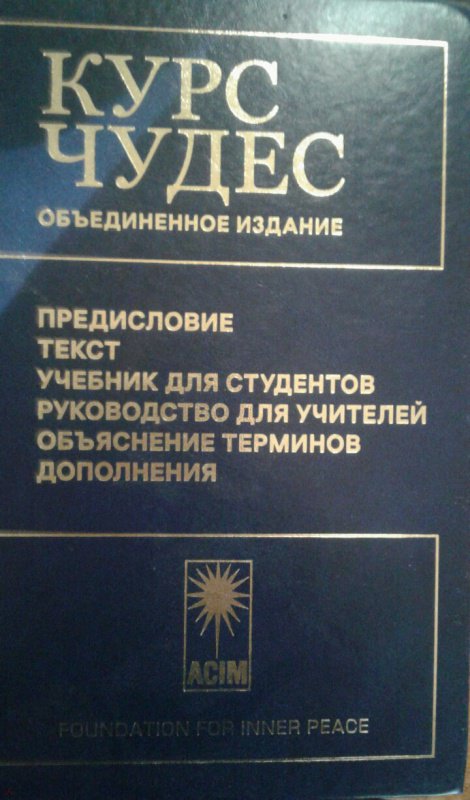 КУРС
ЧУДЕС
ОБЪЕДИНЕННОЕ ИЗДАНИЕ
ПРЕДИСЛОВИЕ
ТЕКСТ
УЧЕБНИК ДЛЯ СТУДЕНТОВ
РУКОВОДСТВО ДЛЯ УЧИТЕЛЕЙ
ОБЪЯСНЕНИЕ ТЕРМИНОВ
ДОПОЛНЕНИЯ
ACIM
FOUNDATION FOR INNER PEACE